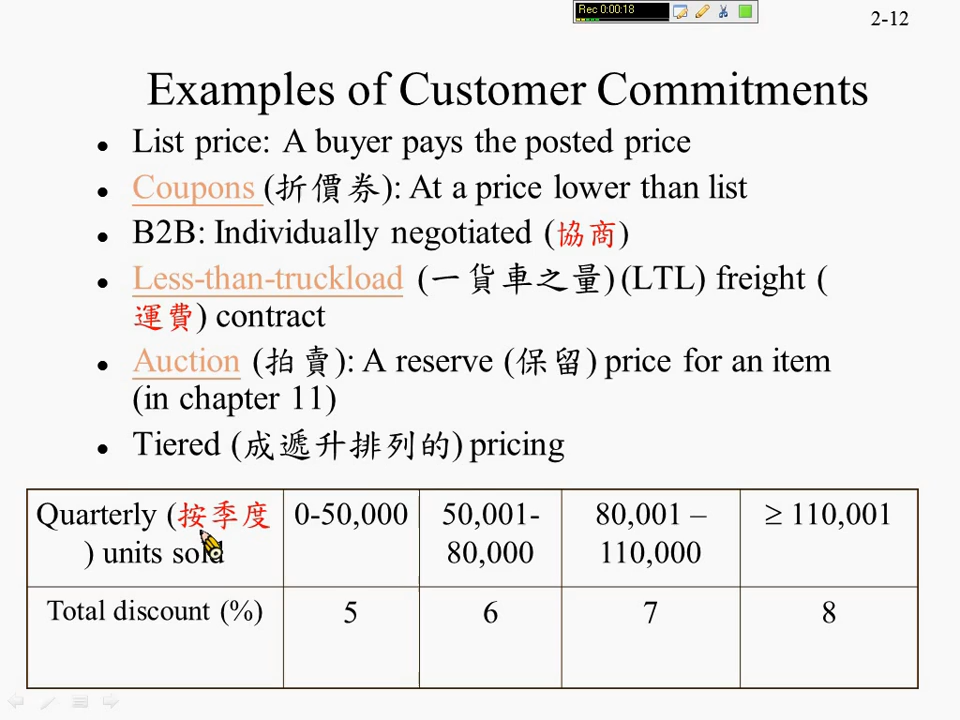 Rec 0:00:18
2-12
Examples of Customer Commitments
List price: A buyer pays the posted price
Coupons (折價券): At a price lower than list
B2B: Individually negotiated (協商)
Less-than-truckload (一貨車之量) (LTL) freight (
運費) contract
Auction (拍賣): A reserve (保留) price for an item
(in chapter 11)
Tiered (成遞升排列的) pricing
Quarterly (按季度
) units sold
0-50,000
50,001-
80,000
80,001 –
110,000
≥ 110,001
Total discount (%)
5
6
7
8